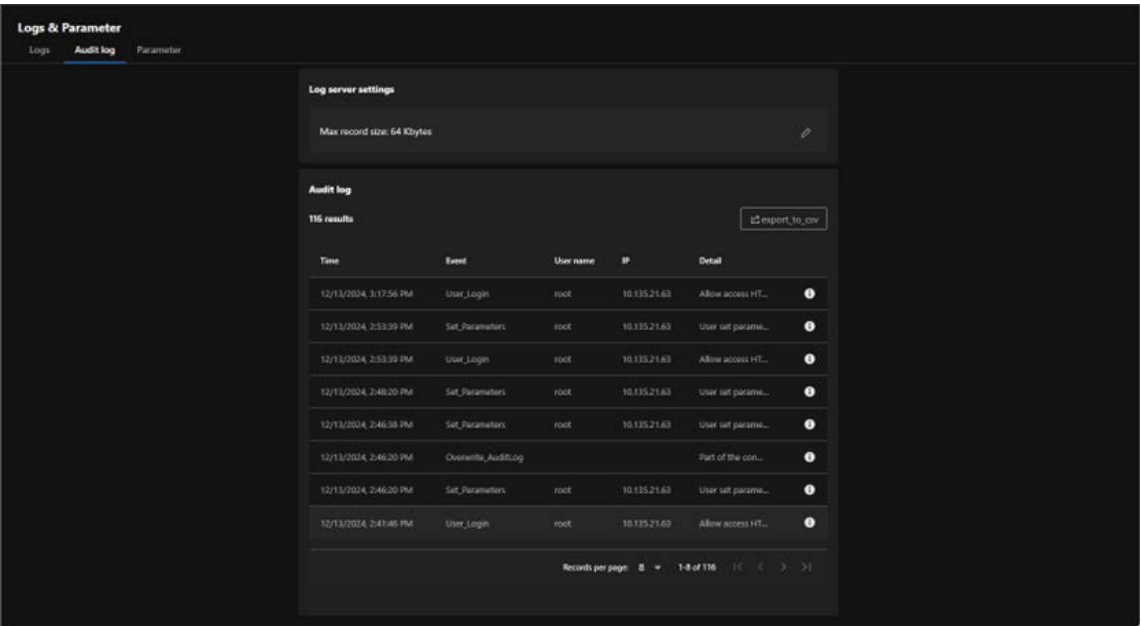 Logs & Parameter
Logs Audit log Parameter
Log server settings
Max record size: 64 Kbytes
Audit log
116 results export_to_csv
Time Event User name IP Detail
12/13/2024, 3:17:56 PM User_Login root 10.135.21.63 Allow access HT...
12/13/2024, 2:53:39 PM Set_Parameters root 10.135.21.63 User set parame...
12/13/2024, 2:53:39 PM User_Login root 10.135.21.63 Allow access HT...
12/13/2024, 2:48:20 PM Set_Parameters root 10.135.21.63 User set parame...
12/13/2024, 2:46:38 PM Set_Parameters root 10.135.21.63 User set parame...
12/13/2024, 2:46:20 PM Overwrite_AuditLog Part of the con...
12/13/2024, 2:46:20 PM Set_Parameters root 10.135.21.63 User set parame...
12/13/2024, 2:41:46 PM User_Login root 10.135.21.63 Allow access HT...
Records per page: 8 1-8 of 116